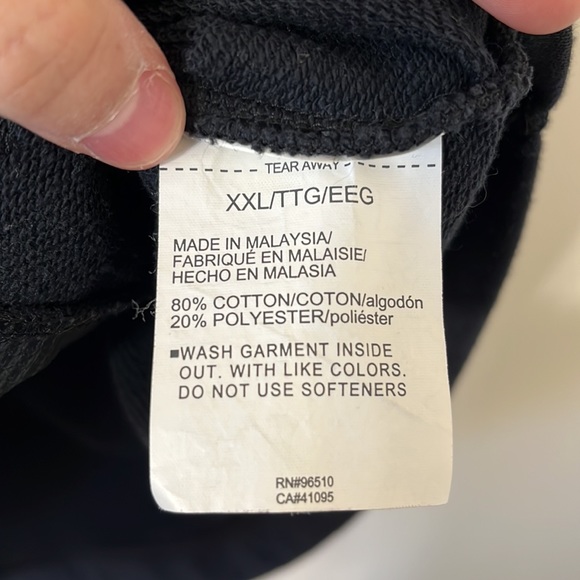 TEAR AWAY
XXL/TTG/EEG
MADE IN MALAYSIA/
FABRIQUÉ EN MALAISIE/
HECHO EN MALASIA
80% COTTON/COTON/algodón
20% POLYESTER/poliéster
■WASH GARMENT INSIDE
OUT. WITH LIKE COLORS.
DO NOT USE SOFTENERS
RN#96510
CA#41095